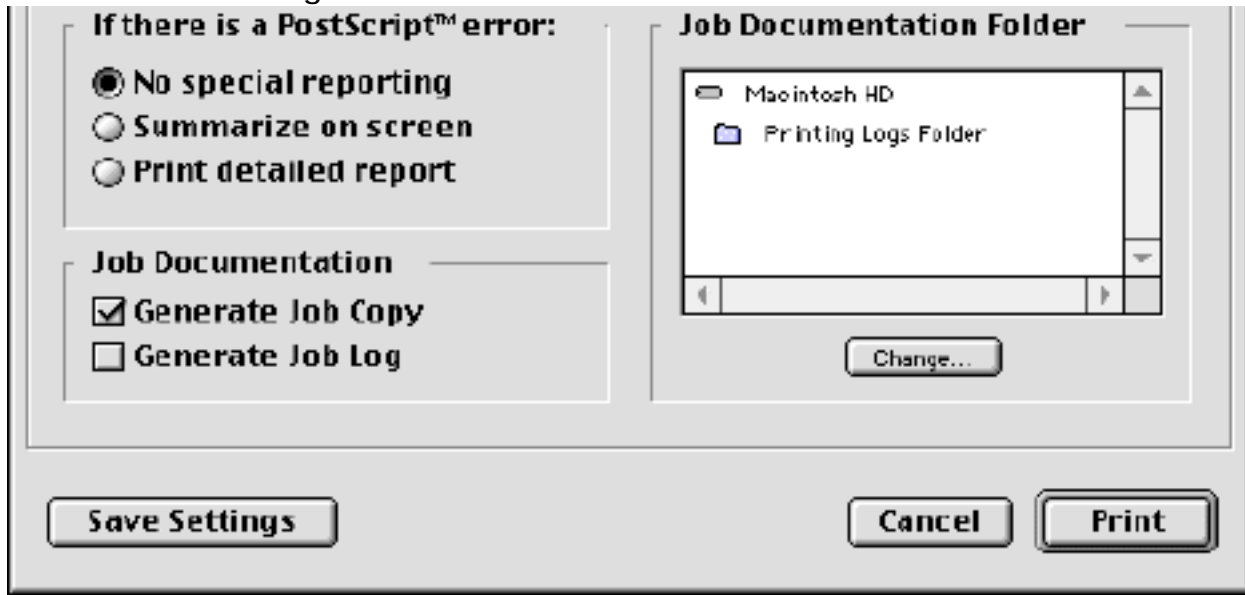 If there is a PostScript™ error:
No special reporting
Summarize on screen
Print detailed report
Job Documentation
Generate Job Copy
Generate Job Log
Job Documentation Folder
Macintosh HD
Printing Logs Folder
Change...
Save Settings
Cancel
Print